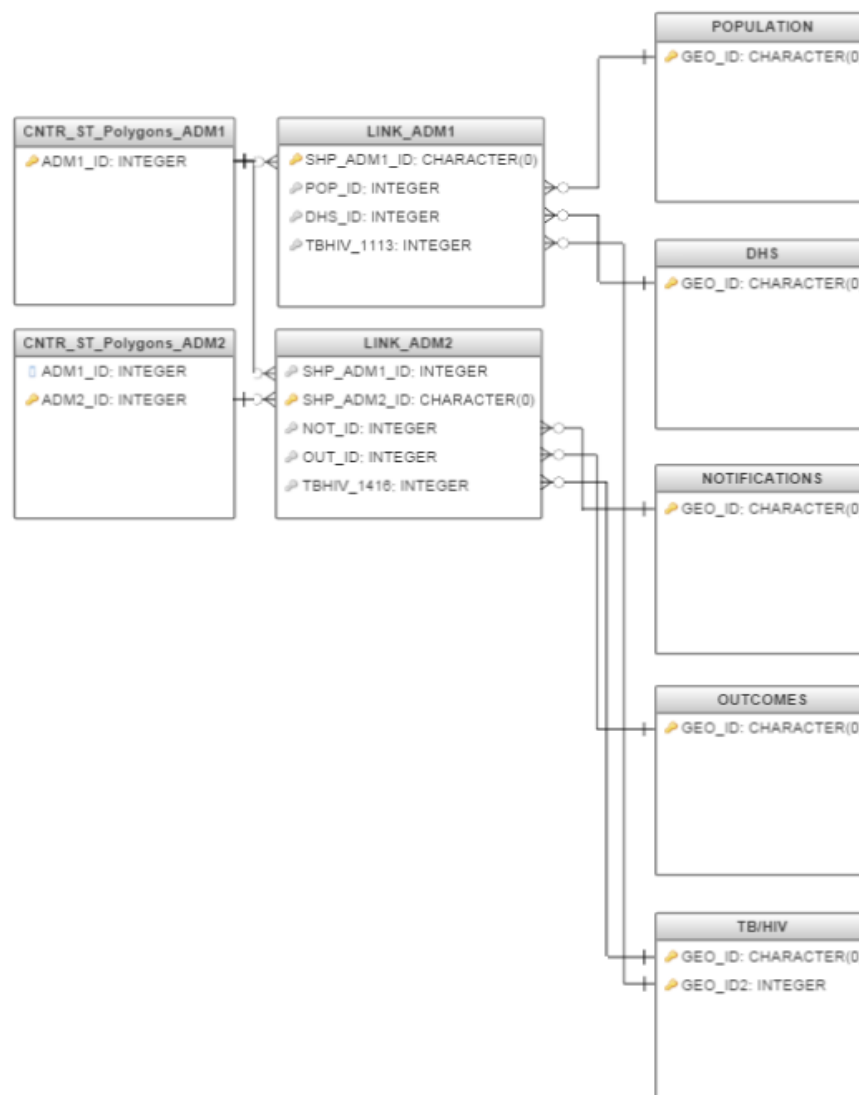 POPULATION
GEO_ID: CHARACTER(0
CNTR_ST_Polygons_ADM1
ADM1_ID: INTEGER
LINK_ADM1
SHP_ADM1_ID: CHARACTER(0)
POP_ID: INTEGER
DHS_ID: INTEGER
TBHIV_1113: INTEGER
DHS
GEO_ID: CHARACTER(0
CNTR_ST_Polygons_ADM2
ADM1_ID: INTEGER
ADM2_ID: INTEGER
LINK_ADM2
SHP_ADM1_ID: INTEGER
SHP_ADM2_ID: CHARACTER(0)
NOT_ID: INTEGER
OUT_ID: INTEGER
TBHIV_1416: INTEGER
NOTIFICATIONS
GEO_ID: CHARACTER(0
OUTCOMES
GEO_ID: CHARACTER(0
TB/HIV
GEO_ID: CHARACTER(0
GEO_ID2: INTEGER